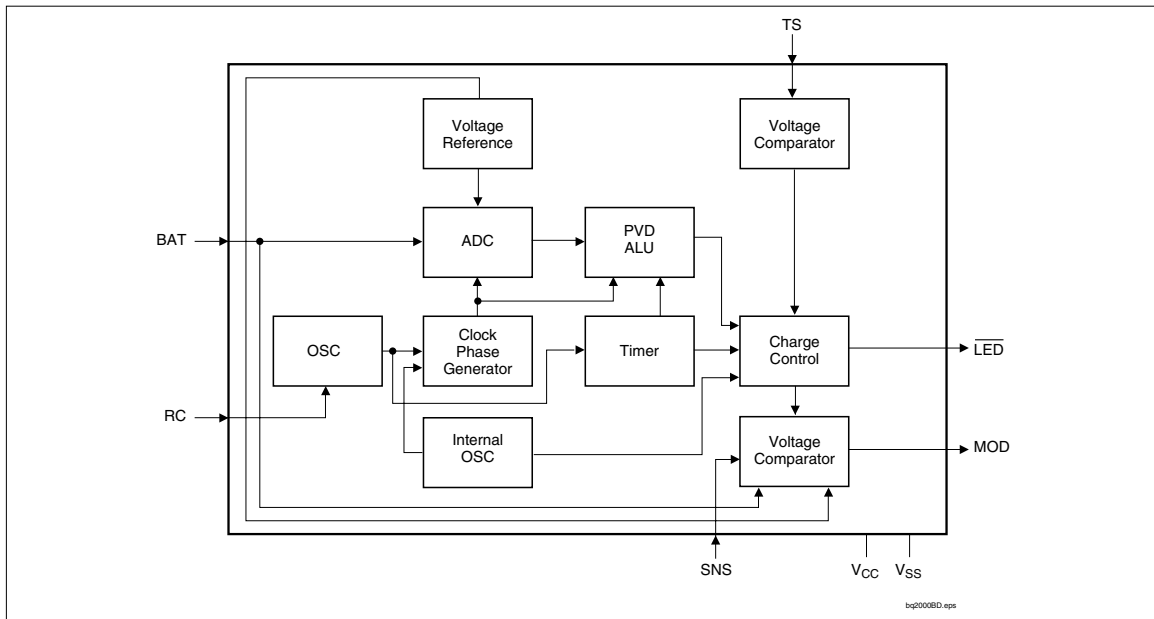 TS
Voltage
Reference
Voltage
Comparator
BAT
ADC
PVD
ALU
OSC
Clock
Phase
Generator
Timer
Charge
Control
LED
RC
Internal
OSC
Voltage
Comparator
MOD
SNS
VCC
VSS
bq2000BD.eps